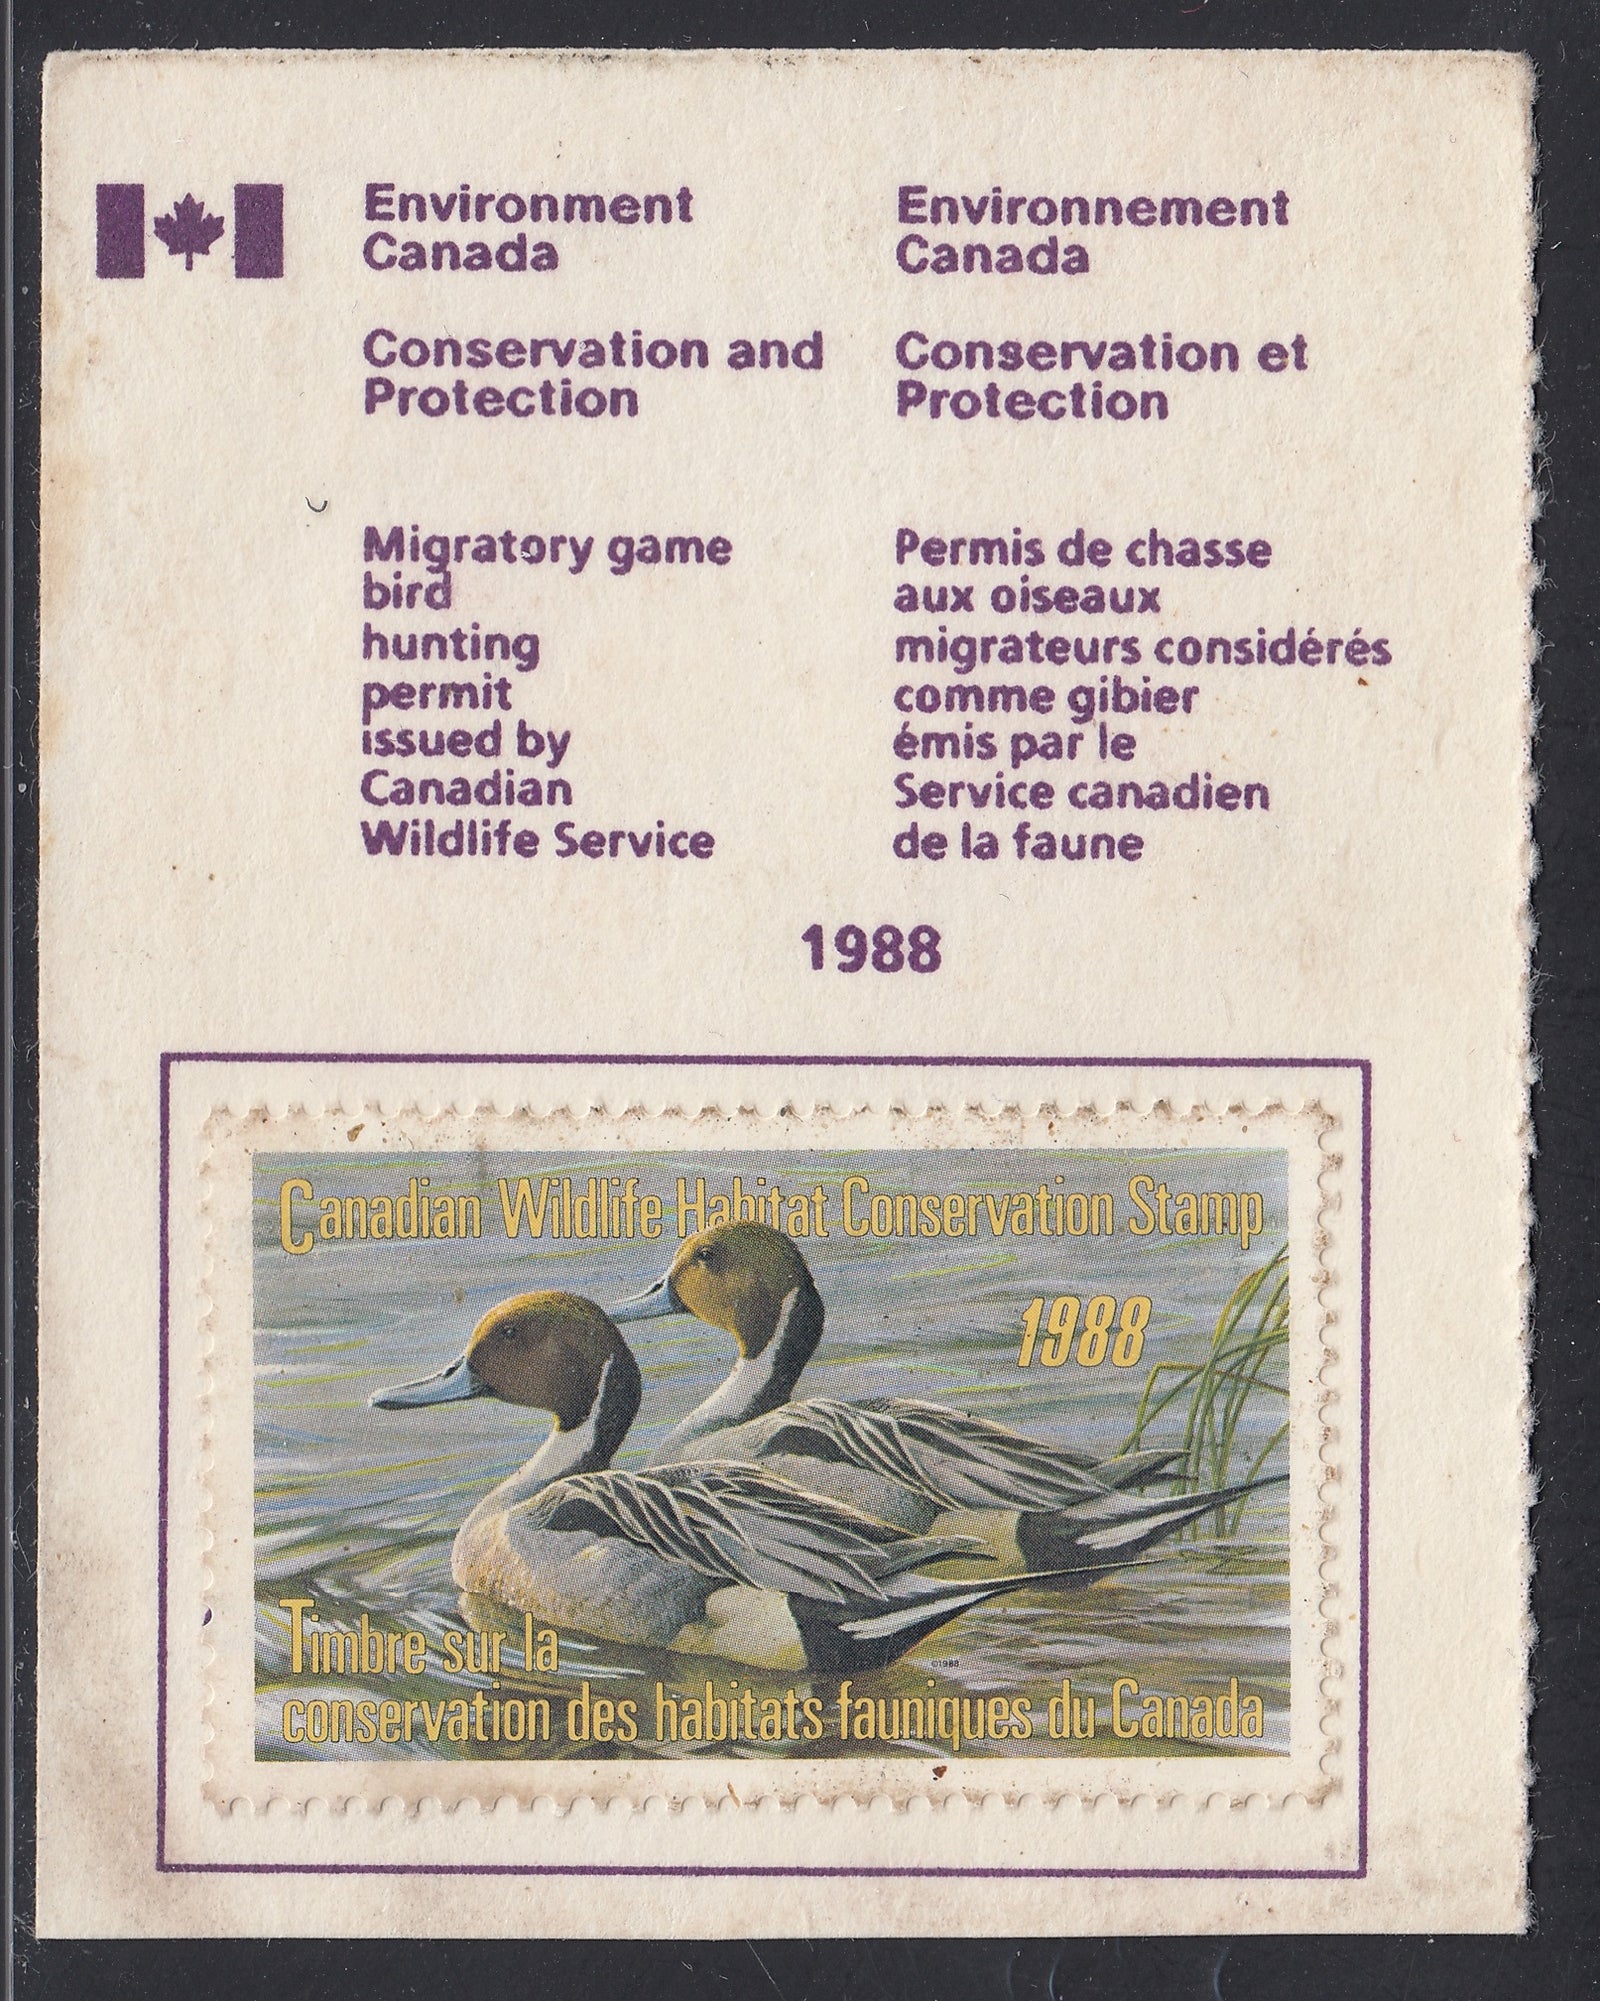 Environment
Canada
Environnement
Canada
Conservation and
Protection
Conservation et
Protection
Migratory game
bird
hunting
permit
issued by
Canadian
Wildlife Service
Permis de chasse
aux oiseaux
migrateurs considérés
comme gibier
émis par le
Service canadien
de la faune
1988
Canadian Wildlife Habitat Conservation Stamp
1988
©1988
Timbre sur la
conservation des habitats fauniques du Canada